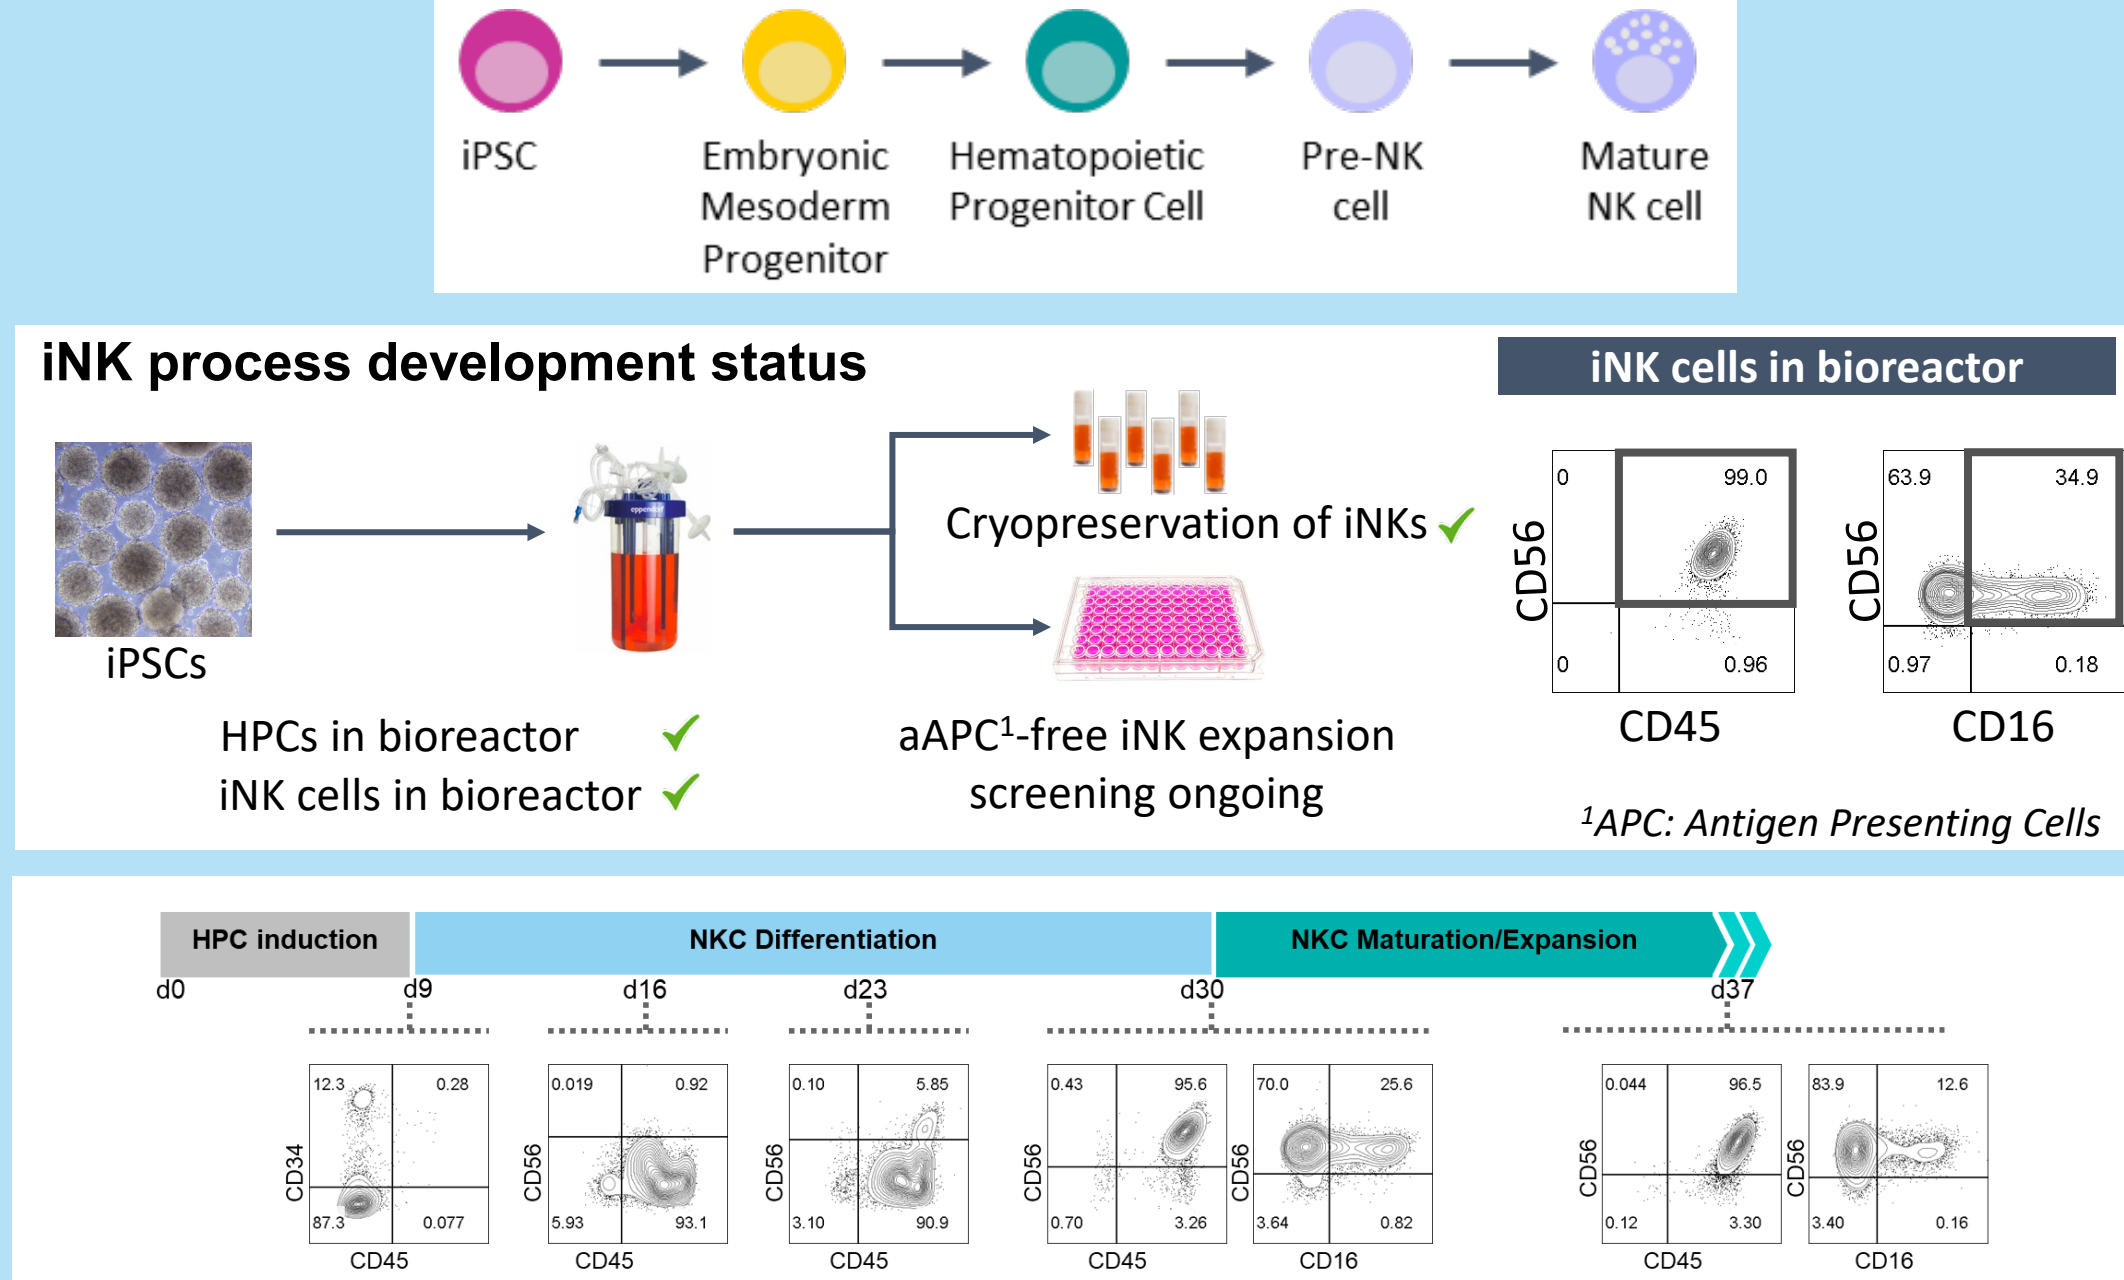 iPSC
Embryonic
Mesoderm
Progenitor
Hematopoietic
Progenitor Cell
Pre-NK
cell
Mature
NK cell
iNK process development status
iPSCs
eppendorf
HPCs in bioreactor
iNK cells in bioreactor
Cryopreservation of iNKs
aAPC¹-free iNK expansion
screening ongoing
iNK cells in bioreactor
0 99.0
CD56
0 0.96
CD45
63.9 34.9
CD56
0.97 0.18
CD16
¹APC: Antigen Presenting Cells
HPC induction
NKC Differentiation
NKC Maturation/Expansion
d0 d9 d16 d23 d30 d37
12.3 0.28
CD34
87.3 0.077
CD45
0.019 0.92
CD56
5.93 93.1
CD45
0.10 5.85
CD56
3.10 90.9
CD45
0.43 95.6
CD56
0.70 3.26
CD45
70.0 25.6
CD56
3.64 0.82
CD16
0.044 96.5
CD56
0.12 3.30
CD45
83.9 12.6
CD56
3.40 0.16
CD16